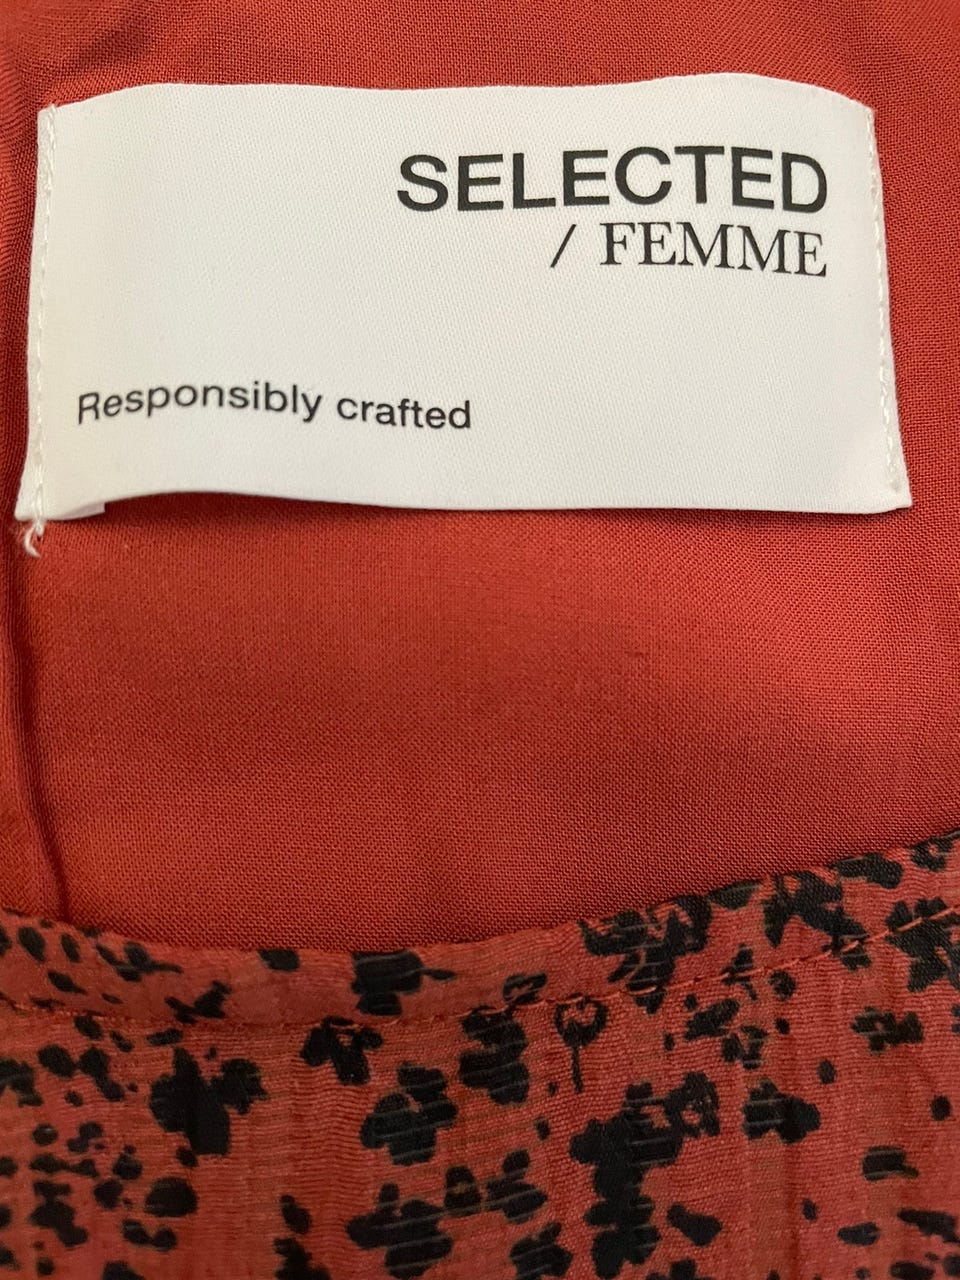 SELECTED
/ FEMME
Responsibly crafted